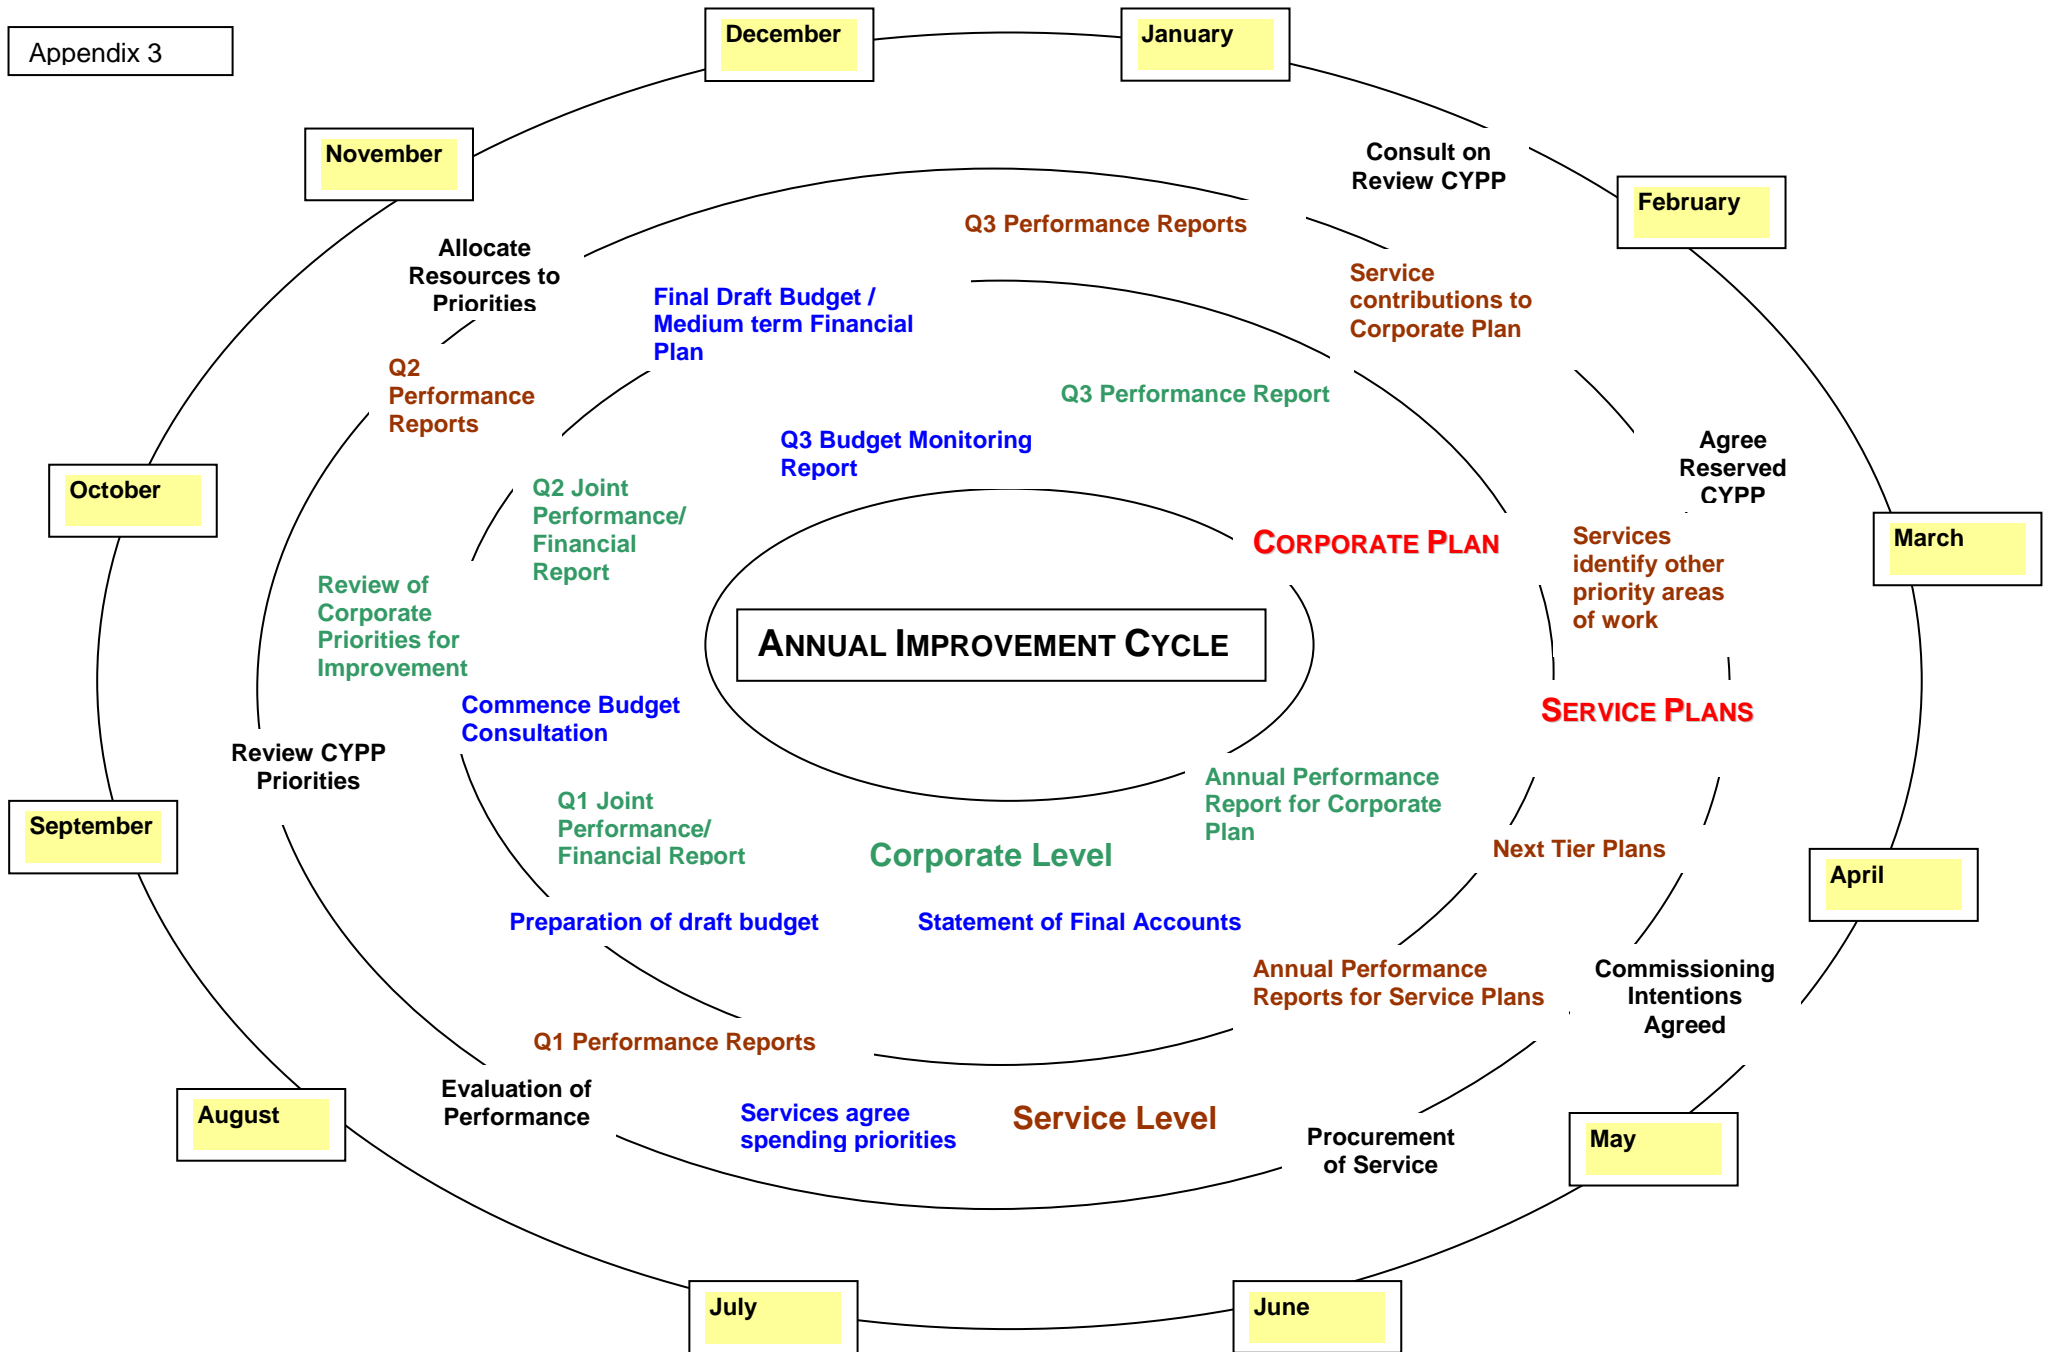 Appendix 3
December
January
November
Consult on
Review CYPP
February
Q3 Performance Reports
Allocate
Resources to
Priorities
Service
contributions to
Corporate Plan
Final Draft Budget /
Medium term Financial
Plan
Q2
Performance
Reports
Q3 Performance Report
Q3 Budget Monitoring
Report
Agree
Reserved
CYPP
October
Q2 Joint
Performance/
Financial
Report
CORPORATE PLAN
Services
identify other
priority areas
of work
March
Review of
Corporate
Priorities for
Improvement
ANNUAL IMPROVEMENT CYCLE
Commence Budget
Consultation
SERVICE PLANS
Review CYPP
Priorities
Annual Performance
Report for Corporate
Plan
Q1 Joint
Performance/
Financial Report
September
Corporate Level
Next Tier Plans
April
Preparation of draft budget
Statement of Final Accounts
Annual Performance
Reports for Service Plans
Commissioning
Intentions
Agreed
Q1 Performance Reports
Evaluation of
Performance
August
Services agree
spending priorities
Service Level
Procurement
of Service
May
July
June